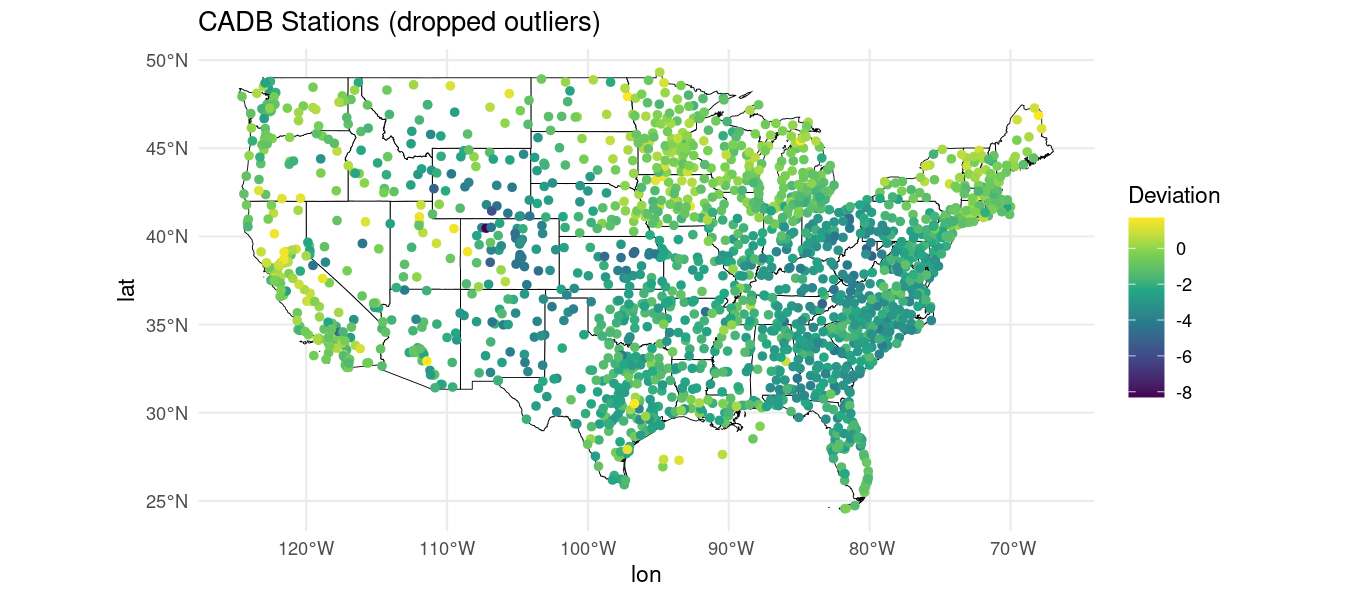 CADB Stations (dropped outliers)
50°N
45°N
40°N
35°N
30°N
25°N
lat
120°W
110°W
100°W
90°W
80°W
70°W
lon
Deviation
0
-2
-4
-6
-8